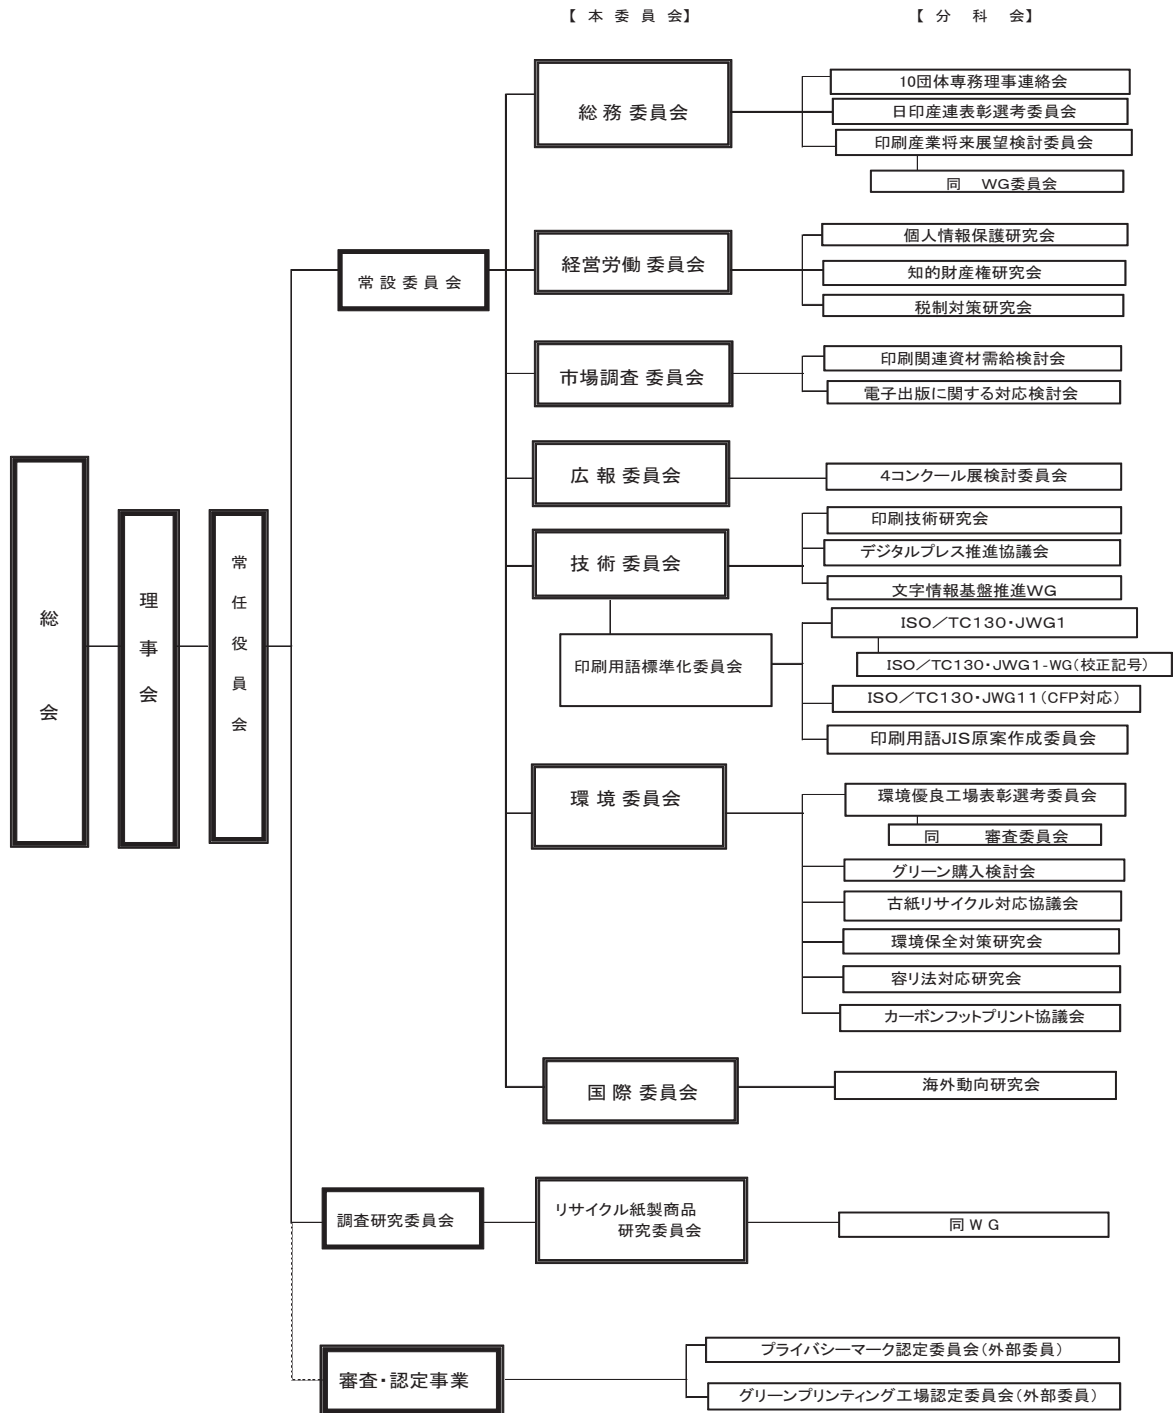 【 本 委 員 会】
【 分 科 会】
総 務 委員会
10団体専務理事連絡会
日印産連表彰選考委員会
印刷産業将来展望検討委員会
同 WG委員会
常 設 委 員 会
経営労働 委員会
個人情報保護研究会
知的財産権研究会
税制対策研究会
市場調査 委員会
印刷関連資材需給検討会
電子出版に関する対応検討会
広 報 委員会
4コンクール展検討委員会
総会
理事会
常任役員会
技 術 委員会
印刷技術研究会
デジタルプレス推進協議会
文字情報基盤推進WG
印刷用語標準化委員会
ISO/TC130・JWG1
ISO/TC130・JWG1-WG(校正記号)
ISO/TC130・JWG11(CFP対応)
印刷用語JIS原案作成委員会
環 境 委員会
環境優良工場表彰選考委員会
同 審査委員会
グリーン購入検討会
古紙リサイクル対応協議会
環境保全対策研究会
容リ法対応研究会
カーボンフットプリント協議会
国 際 委員会
海外動向研究会
調査研究委員会
リサイクル紙製商品
研究委員会
同 W G
審査・認定事業
プライバシーマーク認定委員会(外部委員)
グリーンプリンティング工場認定委員会(外部委員)